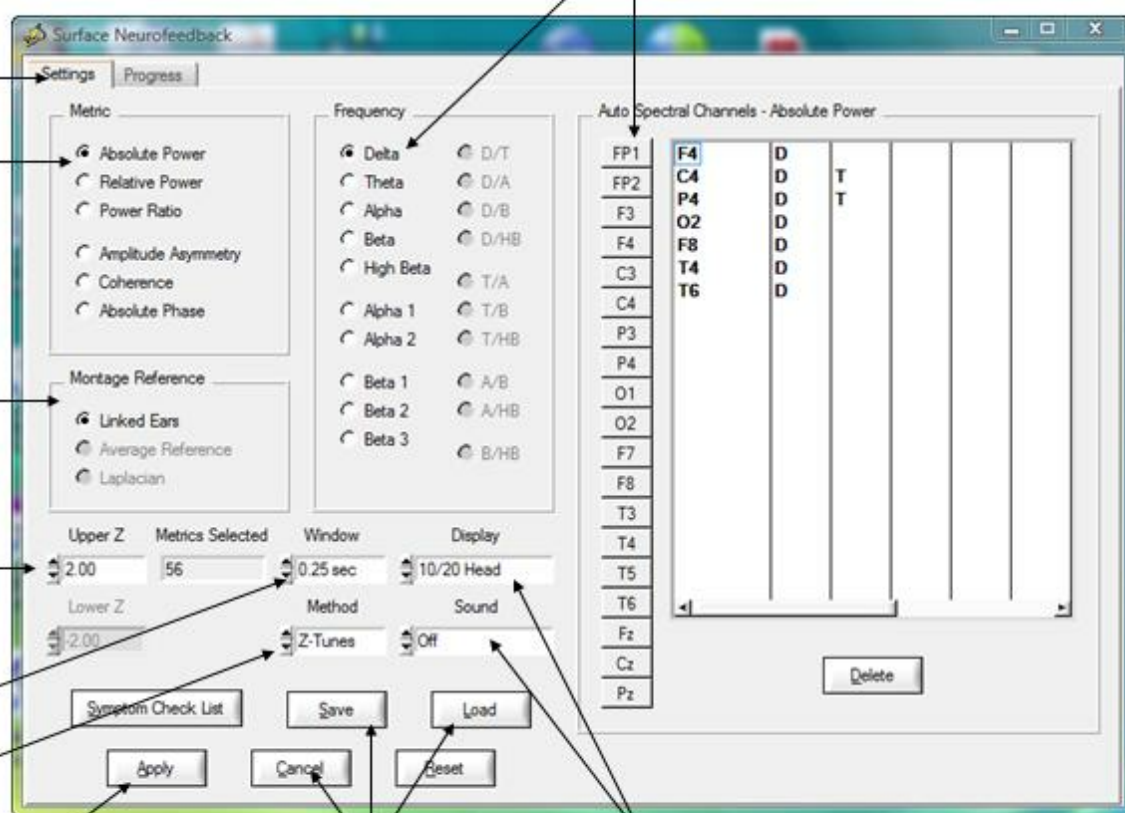 Surface Neurofeedback
Settings Progress
Metric
Absolute Power
Relative Power
Power Ratio
Amplitude Asymmetry
Coherence
Absolute Phase
Montage Reference
Linked Ears
Average Reference
Laplacian
Frequency
Delta D/T
Theta D/A
Alpha D/B
Beta D/HB
High Beta
T/A
Alpha 1 T/B
Alpha 2 T/HB
Beta 1 A/B
Beta 2 A/HB
Beta 3
B/HB
Upper Z Metrics Selected Window Display
2.00 56 0.25 sec 10/20 Head
Lower Z Method Sound
-2.00 Z-Tunes Off
Symptom Check List Save Load
Apply Cancel Reset
Auto Spectral Channels - Absolute Power
FP1
FP2
F3
F4
C3
C4
P3
P4
O1
O2
F7
F8
T3
T4
T5
T6
Fz
Cz
Pz
F4 D
C4 D T
P4 D T
O2 D
F8 D
T4 D
T6 D
Delete